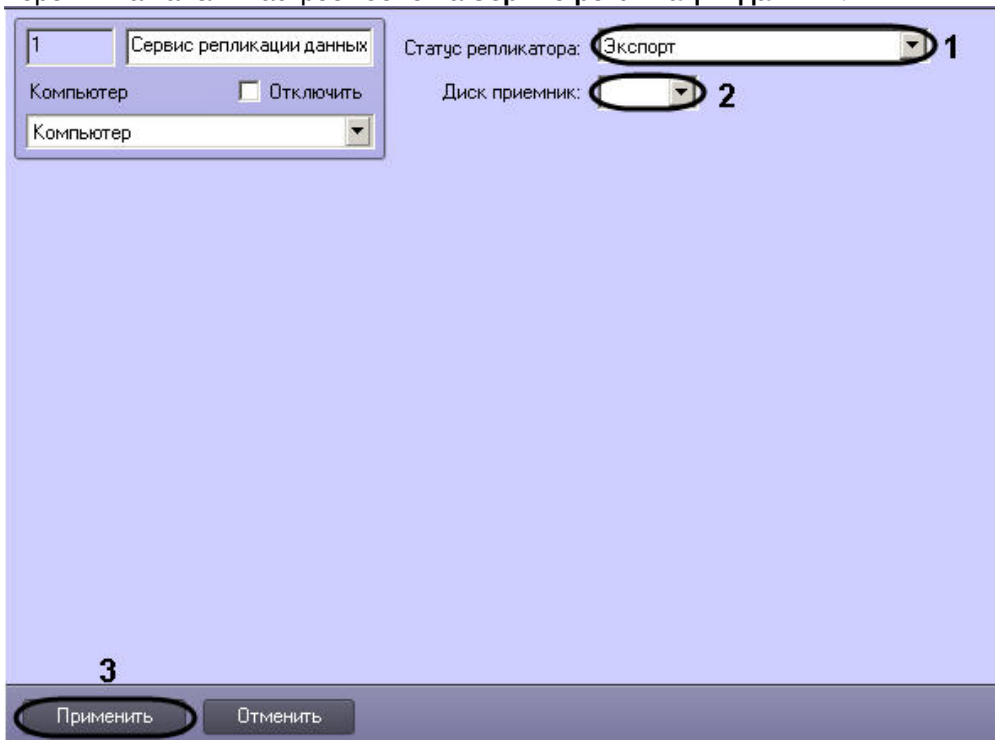 1 Сервис репликации данных Статус репликатора: Экспорт 1
Компьютер Отключить Диск приемник: 2
Компьютер
3
Применить Отменить